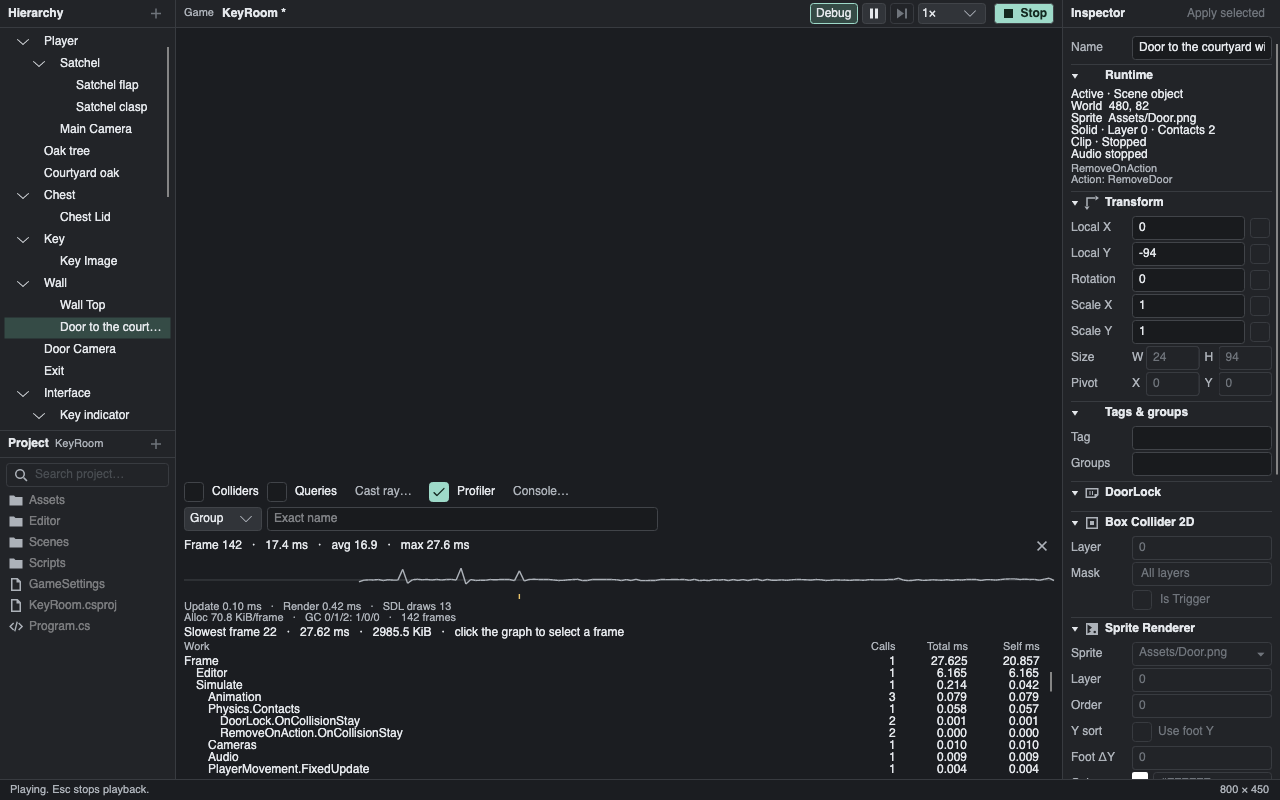 Hierarchy
Player
Satchel
Satchel flap
Satchel clasp
Main Camera
Oak tree
Courtyard oak
Chest
Chest Lid
Key
Key Image
Wall
Wall Top
Door to the court…
Door Camera
Exit
Interface
Key indicator
Project KeyRoom
Search project…
Assets
Editor
Scenes
Scripts
GameSettings
KeyRoom.csproj
Program.cs
Game KeyRoom *
Debug 1× Stop
Colliders Queries Cast ray… Profiler Console…
Group Exact name
Frame 142 · 17.4 ms · avg 16.9 · max 27.6 ms
Update 0.10 ms · Render 0.42 ms · SDL draws 13
Alloc 70.8 KiB/frame · GC 0/1/2: 1/0/0 · 142 frames
Slowest frame 22 · 27.62 ms · 2985.5 KiB · click the graph to select a frame
Work Calls Total ms Self ms
Frame 1 27.625 20.857
Editor 1 6.165 6.165
Simulate 1 0.214 0.042
Animation 3 0.079 0.079
Physics.Contacts 1 0.058 0.057
DoorLock.OnCollisionStay 2 0.001 0.001
RemoveOnAction.OnCollisionStay 2 0.000 0.000
Cameras 1 0.010 0.010
Audio 1 0.009 0.009
PlayerMovement.FixedUpdate 1 0.004 0.004
Inspector Apply selected
Name Door to the courtyard wi
Runtime
Active · Scene object
World 480, 82
Sprite Assets/Door.png
Solid · Layer 0 · Contacts 2
Clip · Stopped
Audio stopped
RemoveOnAction
Action: RemoveDoor
Transform
Local X 0
Local Y -94
Rotation 0
Scale X 1
Scale Y 1
Size W 24 H 94
Pivot X 0 Y 0
Tags & groups
Tag
Groups
DoorLock
Box Collider 2D
Layer 0
Mask All layers
Is Trigger
Sprite Renderer
Sprite Assets/Door.png
Layer 0
Order 0
Y sort Use foot Y
Foot ΔY 0
Playing. Esc stops playback.
800 × 450